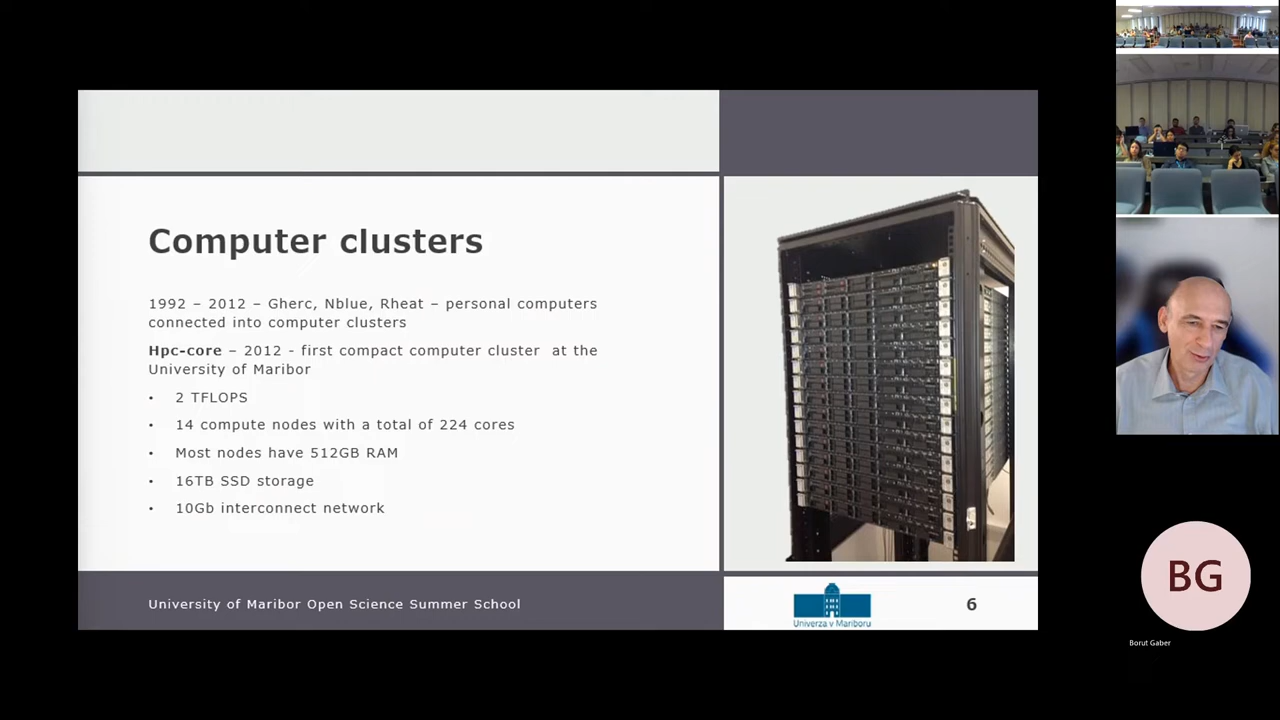 Computer clusters
1992 – 2012 – Gherc, Nblue, Rheat – personal computers
connected into computer clusters
Hpc-core – 2012 - first compact computer cluster at the
University of Maribor
• 2 TFLOPS
• 14 compute nodes with a total of 224 cores
• Most nodes have 512GB RAM
• 16TB SSD storage
• 10Gb interconnect network
University of Maribor Open Science Summer School
Univerza v Mariboru
6
BG
Borut Gaber